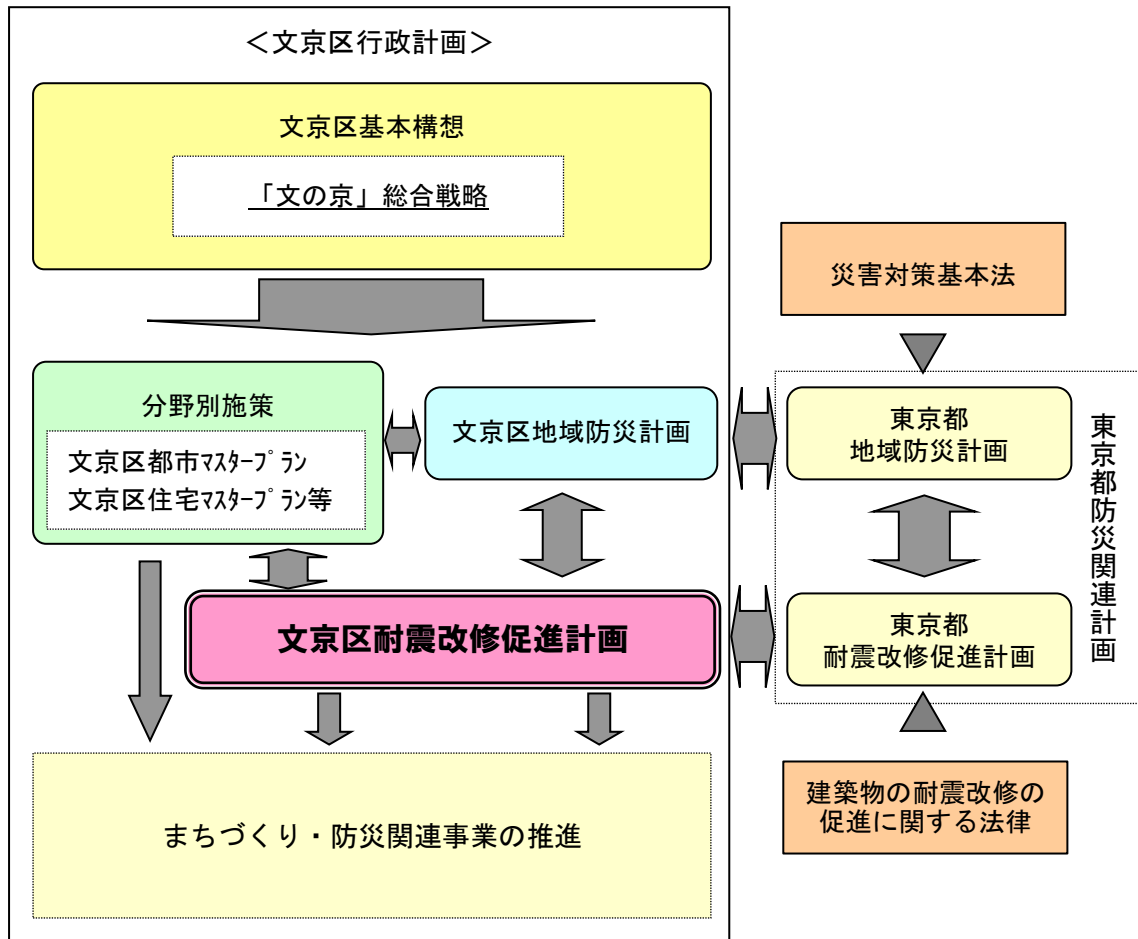 ＜文京区行政計画＞
文京区基本構想
「文の京」総合戦略
災害対策基本法
分野別施策
文京区都市ﾏｽﾀｰﾌﾟﾗﾝ
文京区住宅ﾏｽﾀｰﾌﾟﾗﾝ等
文京区地域防災計画
東京都
地域防災計画
東京都防災関連計画
文京区耐震改修促進計画
東京都
耐震改修促進計画
まちづくり・防災関連事業の推進
建築物の耐震改修の
促進に関する法律